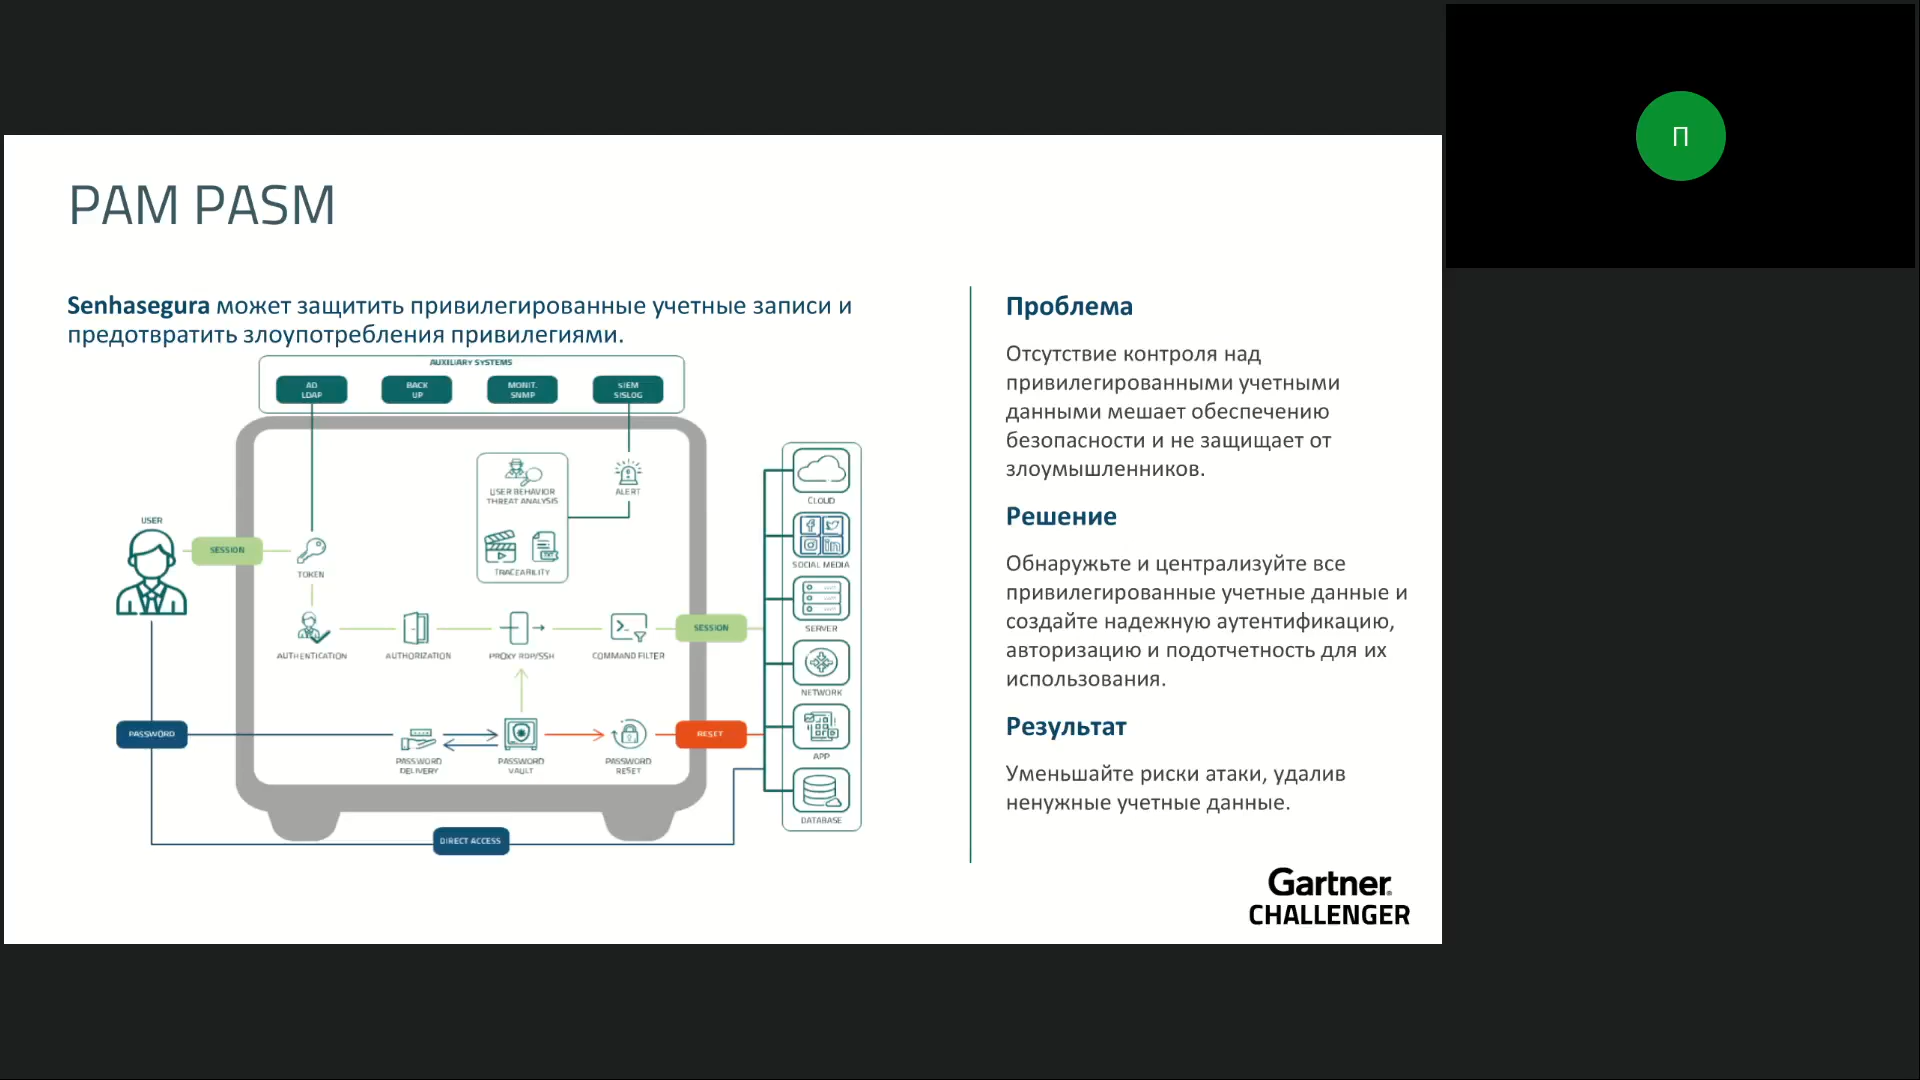 П
PAM PASM
Senhasegura может защитить привилегированные учетные записи и
предотвратить злоупотребления привилегиями.
AUXILIARY SYSTEMS
AD
LDAP
BACK
UP
MONIT.
SNMP
SIEM
SISLOG
USER BEHAVIOR
THREAT ANALYSIS
TRACEABILITY
ALERT
USER
SESSION
TOKEN
AUTHENTICATION
AUTHORIZATION
PROXY RDP/SSH
COMMAND FILTER
SESSION
PASSWORD
PASSWORD
DELIVERY
PASSWORD
VAULT
PASSWORD
RESET
RESET
DIRECT ACCESS
CLOUD
SOCIAL MEDIA
SERVER
NETWORK
APP
DATABASE
Проблема
Отсутствие контроля над
привилегированными учетными
данными мешает обеспечению
безопасности и не защищает от
злоумышленников.
Решение
Обнаружьте и централизуйте все
привилегированные учетные данные и
создайте надежную аутентификацию,
авторизацию и подотчетность для их
использования.
Результат
Уменьшайте риски атаки, удалив
ненужные учетные данные.
Gartner®
CHALLENGER